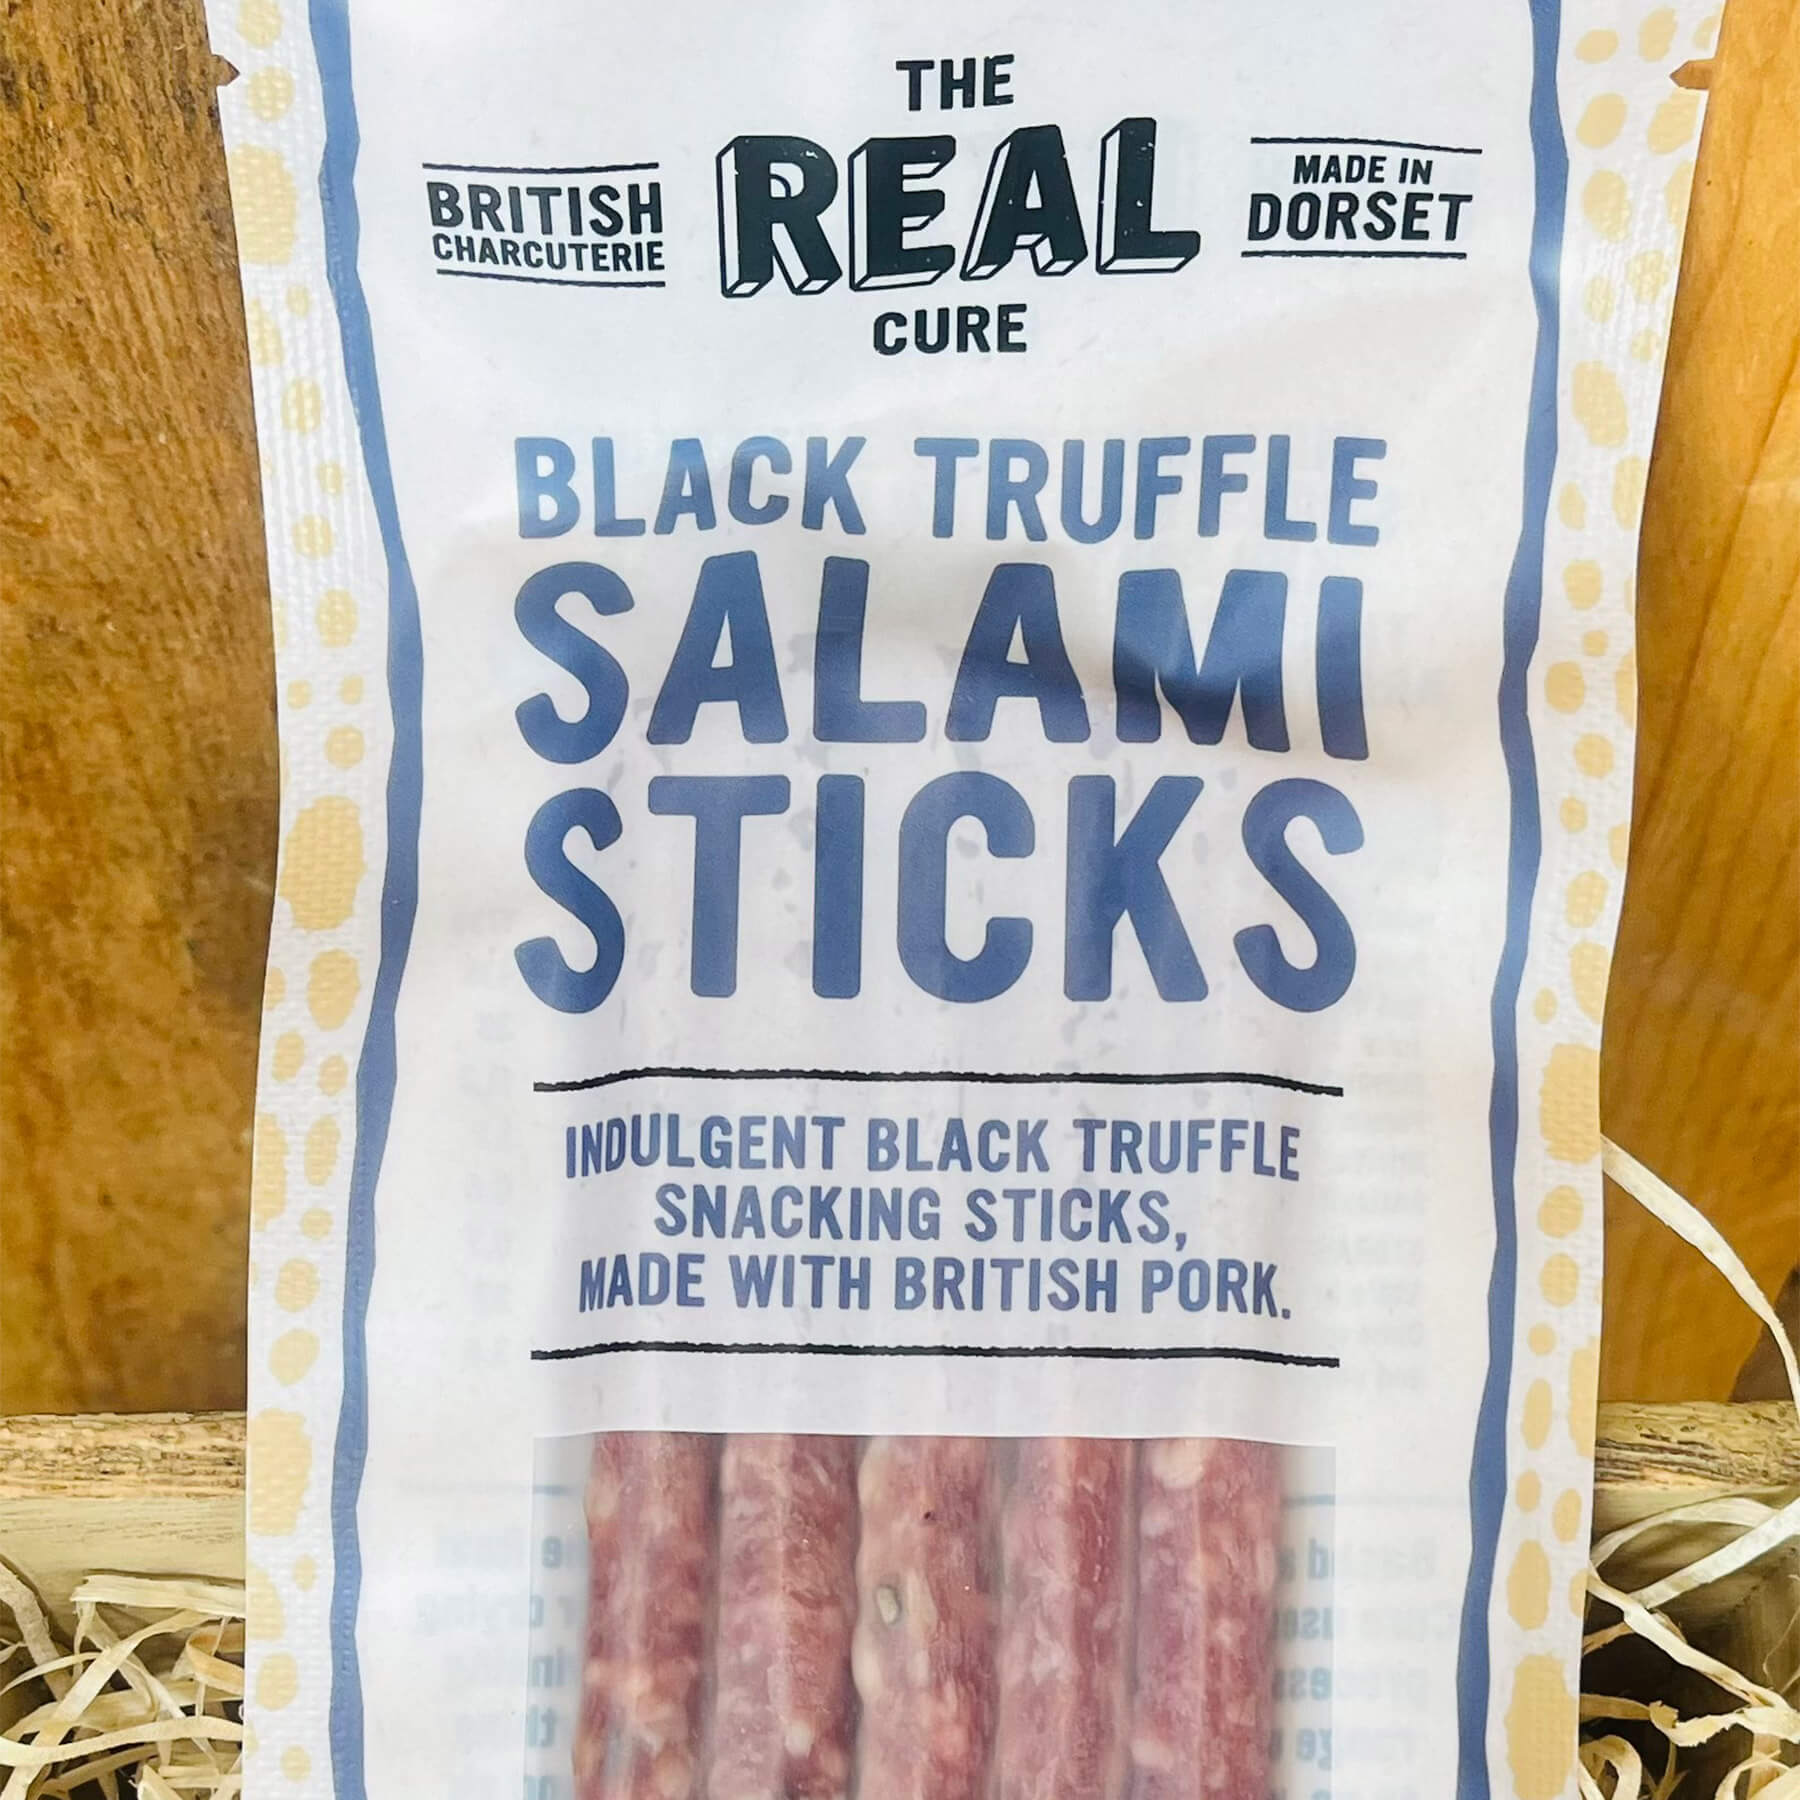 THE
REAL
CURE
BRITISH
CHARCUTERIE
MADE IN
DORSET
BLACK TRUFFLE
SALAMI
STICKS
INDULGENT BLACK TRUFFLE
SNACKING STICKS,
MADE WITH BRITISH PORK.